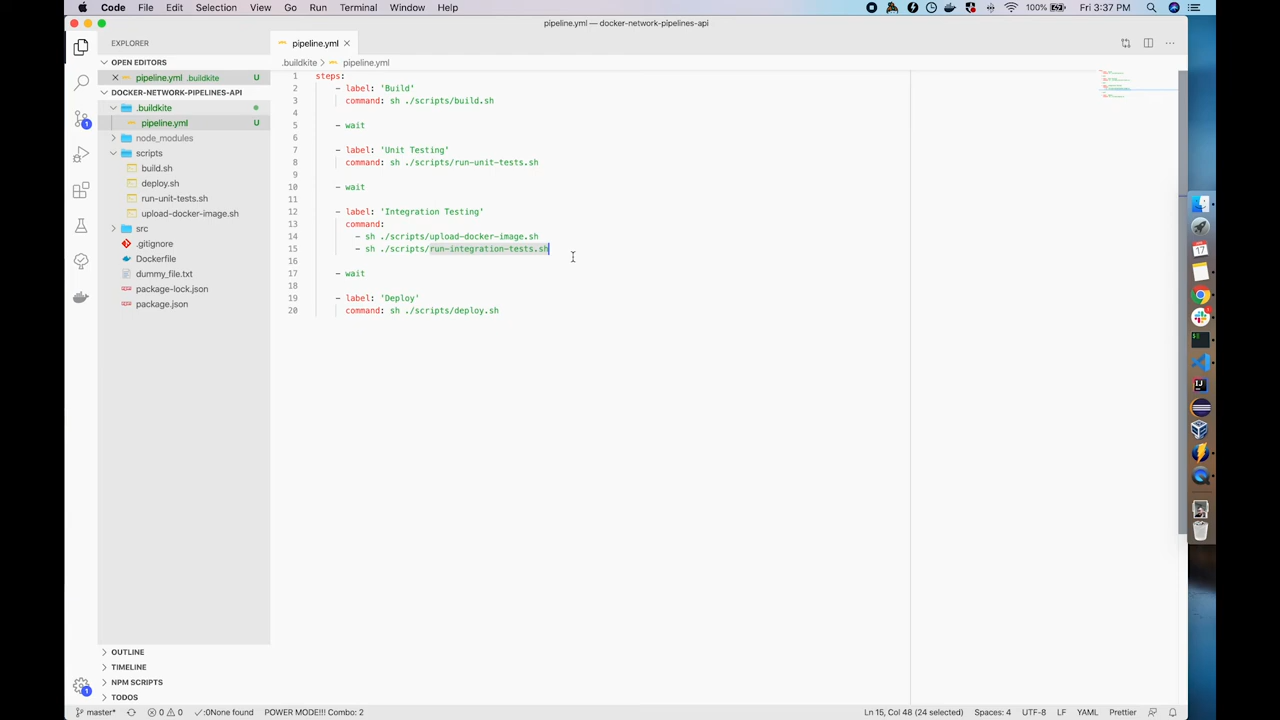 Code File Edit Selection View Go Run Terminal Window Help
100% Fri 3:37 PM
pipeline.yml — docker-network-pipelines-api
EXPLORER
OPEN EDITORS
pipeline.yml .buildkite U
DOCKER-NETWORK-PIPELINES-API
.buildkite
pipeline.yml U
node_modules
scripts
build.sh
deploy.sh
run-unit-tests.sh
upload-docker-image.sh
src
.gitignore
Dockerfile
dummy_file.txt
package-lock.json
package.json
OUTLINE
TIMELINE
NPM SCRIPTS
TODOS
1
1
pipeline.yml
.buildkite > pipeline.yml
1 steps:
2 - label: 'Build'
3 command: sh ./scripts/build.sh
4
5 - wait
6
7 - label: 'Unit Testing'
8 command: sh ./scripts/run-unit-tests.sh
9
10 - wait
11
12 - label: 'Integration Testing'
13 command:
14 - sh ./scripts/upload-docker-image.sh
15 - sh ./scripts/run-integration-tests.sh
16
17 - wait
18
19 - label: 'Deploy'
20 command: sh ./scripts/deploy.sh
17
master* 0 0 :0None found POWER MODE!!! Combo: 2 Ln 15, Col 48 (24 selected) Spaces: 4 UTF-8 LF YAML Prettier